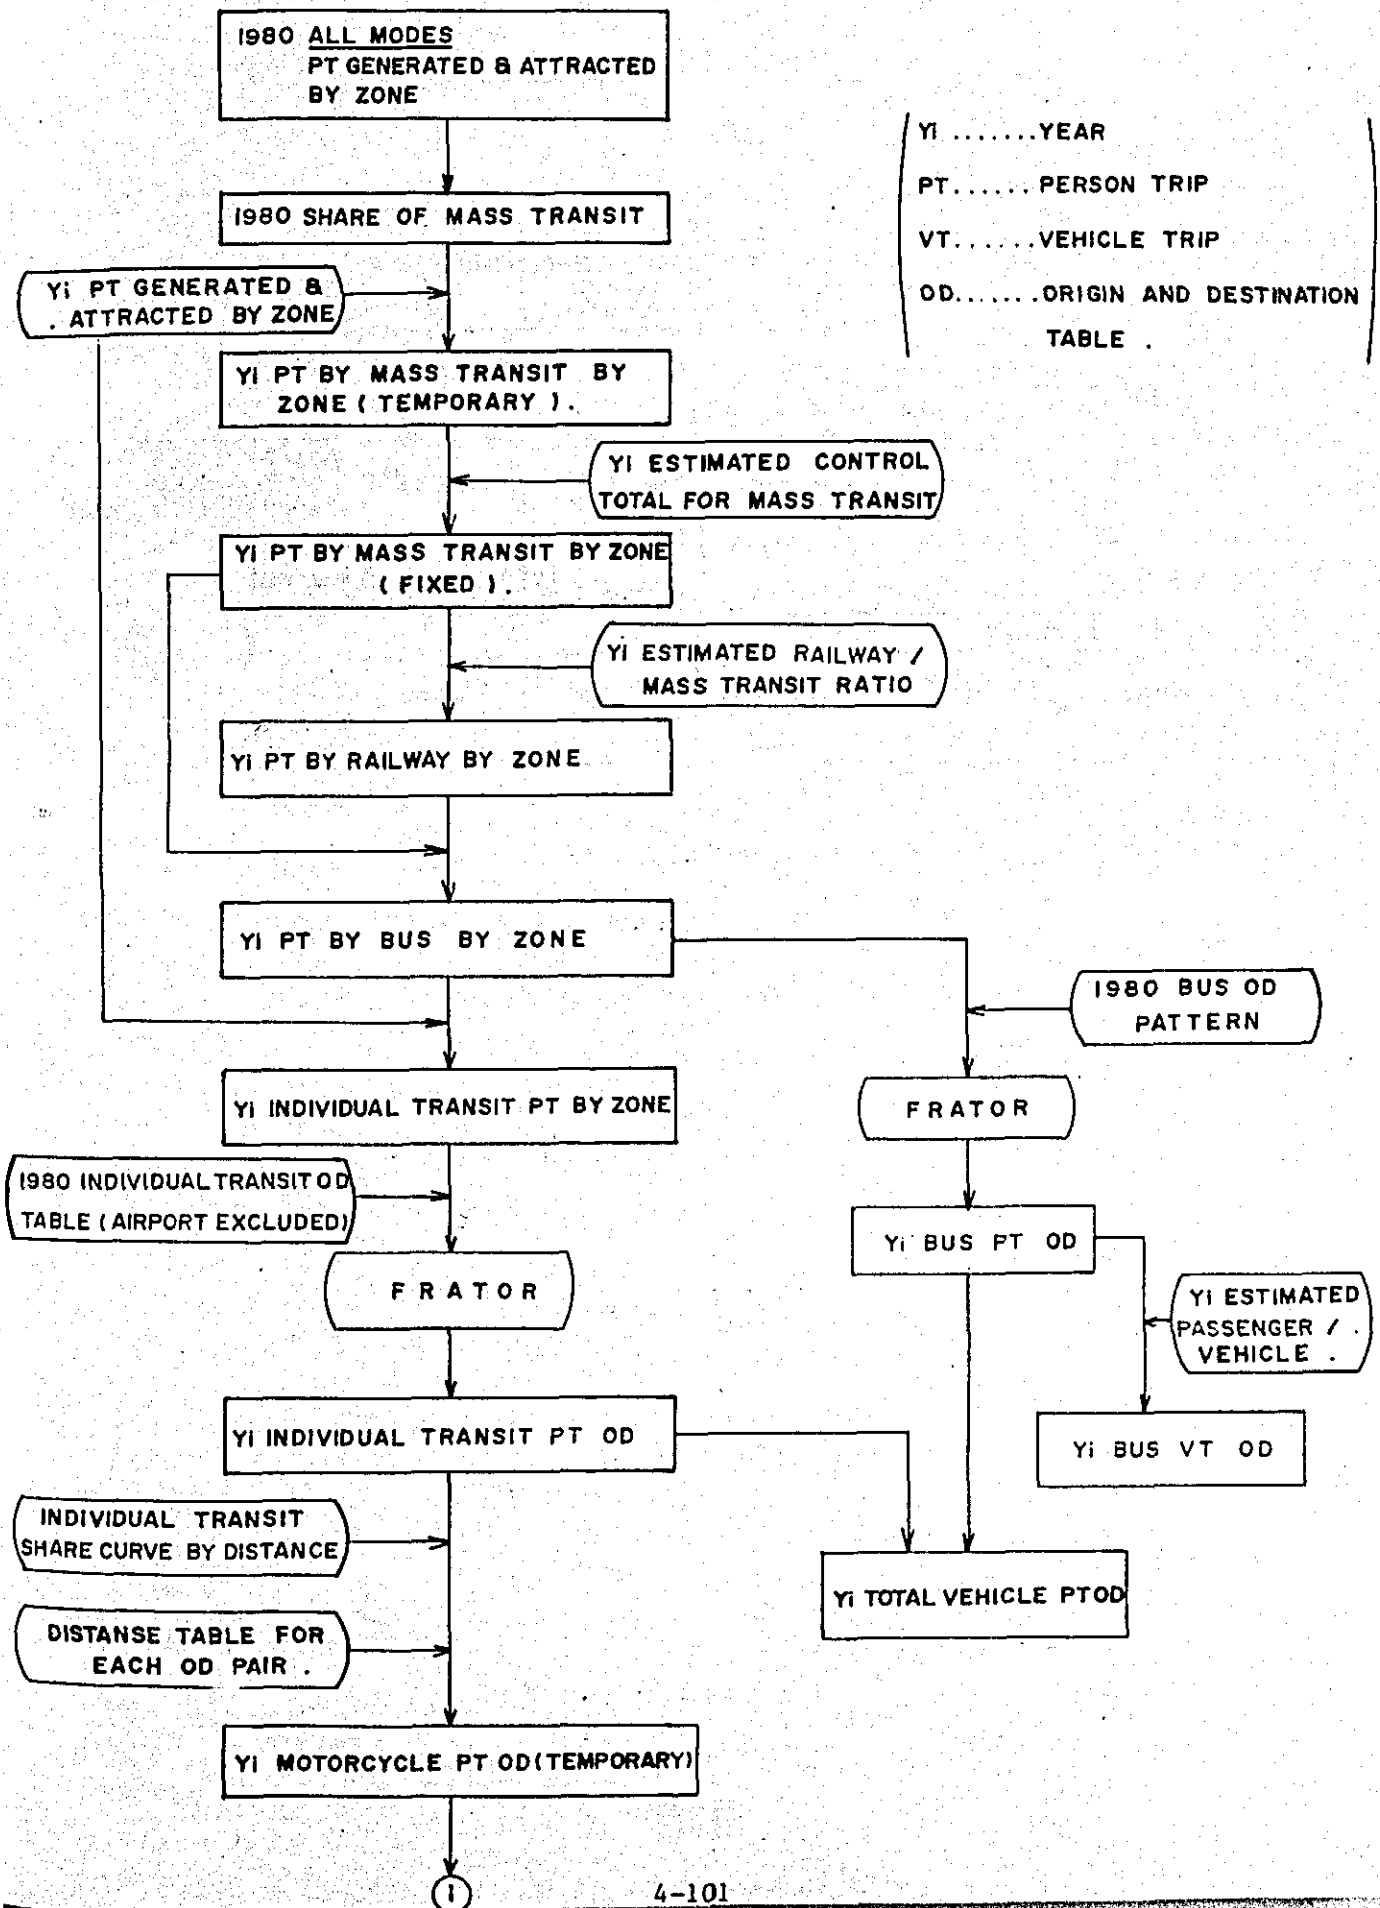 1980 ALL MODES
PT GENERATED & ATTRACTED
BY ZONE
Yi .......YEAR
PT...... PERSON TRIP
VT......VEHICLE TRIP
OD.......ORIGIN AND DESTINATION
TABLE .
1980 SHARE OF MASS TRANSIT
Yi PT GENERATED &
. ATTRACTED BY ZONE
Yi PT BY MASS TRANSIT BY
ZONE ( TEMPORARY ) .
Yi ESTIMATED CONTROL
TOTAL FOR MASS TRANSIT
Yi PT BY MASS TRANSIT BY ZONE
( FIXED ) .
Yi ESTIMATED RAILWAY /
MASS TRANSIT RATIO
Yi PT BY RAILWAY BY ZONE
Yi PT BY BUS BY ZONE
1980 BUS OD
PATTERN
Yi INDIVIDUAL TRANSIT PT BY ZONE
FRATOR
1980 INDIVIDUAL TRANSIT OD
TABLE ( AIRPORT EXCLUDED)
Yi BUS PT OD
FRATOR
Yi ESTIMATED
PASSENGER / .
VEHICLE .
Yi INDIVIDUAL TRANSIT PT OD
Yi BUS VT OD
INDIVIDUAL TRANSIT
SHARE CURVE BY DISTANCE
Yi TOTAL VEHICLE PTOD
DISTANSE TABLE FOR
EACH OD PAIR .
Yi MOTORCYCLE PT OD (TEMPORARY)
1
4-101